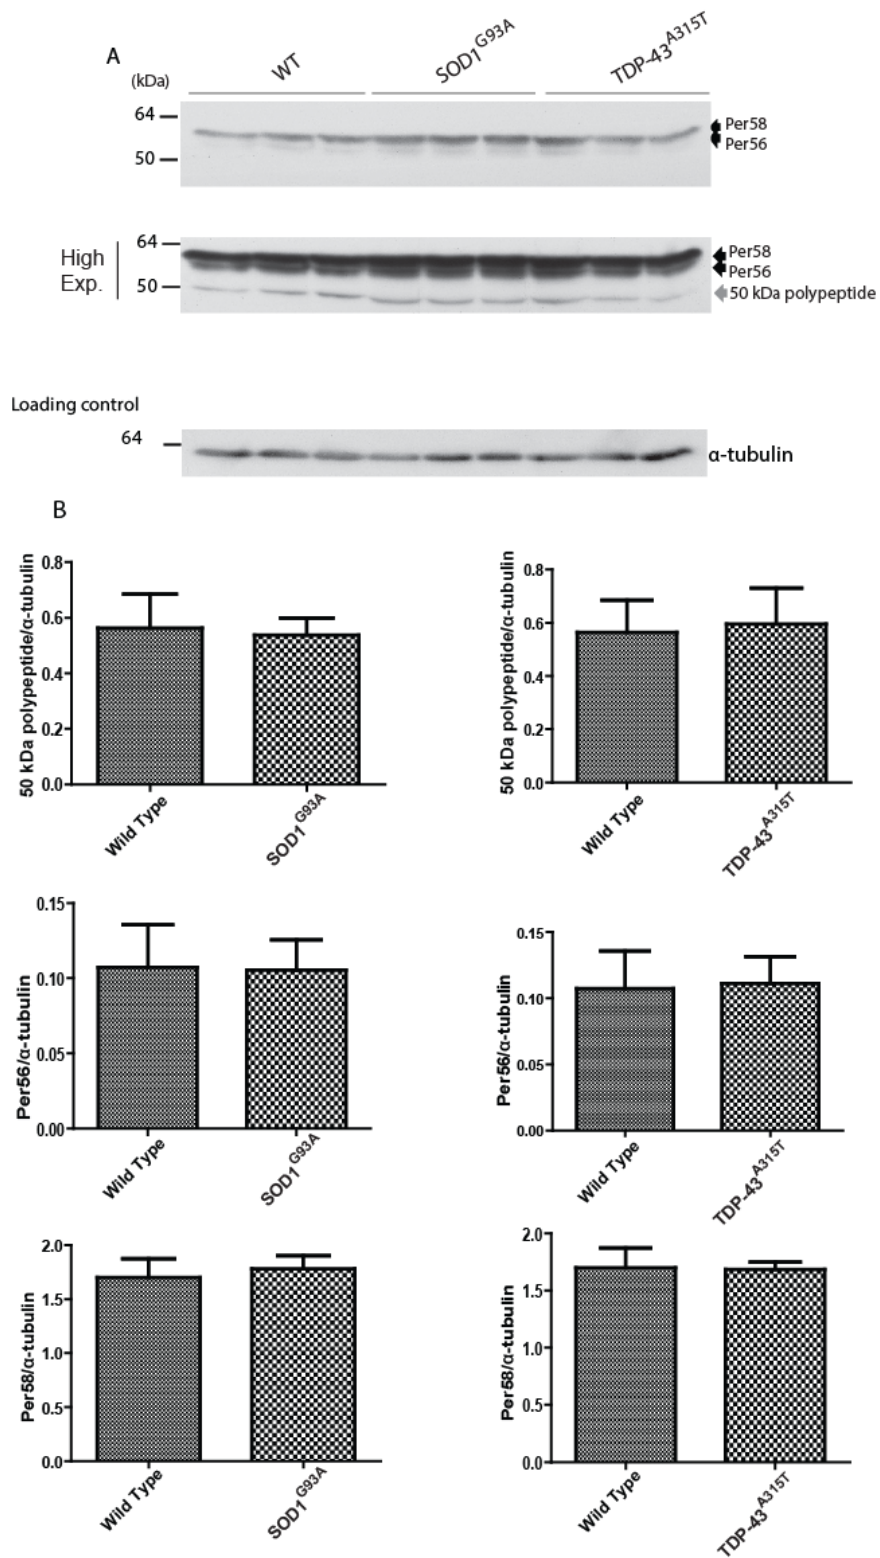 A
(kDa)
WT
SOD1G93A
TDP-43A315T
64
50
Per58
Per56
High
Exp.
64
50
Per58
Per56
50 kDa polypeptide
Loading control
64
α-tubulin
B
50 kDa polypeptide/α-tubulin
0.8
0.6
0.4
0.2
0.0
Wild Type
SOD1G93A
50 kDa polypeptide/α-tubulin
0.8
0.6
0.4
0.2
0.0
Wild Type
TDP-43A315T
Per56/α-tubulin
0.15
0.10
0.05
0.00
Wild Type
SOD1G93A
Per56/α-tubulin
0.15
0.10
0.05
0.00
Wild Type
TDP-43A315T
Per58/α-tubulin
2.0
1.5
1.0
0.5
0.0
Wild Type
SOD1G93A
Per58/α-tubulin
2.0
1.5
1.0
0.5
0.0
Wild Type
TDP-43A315T